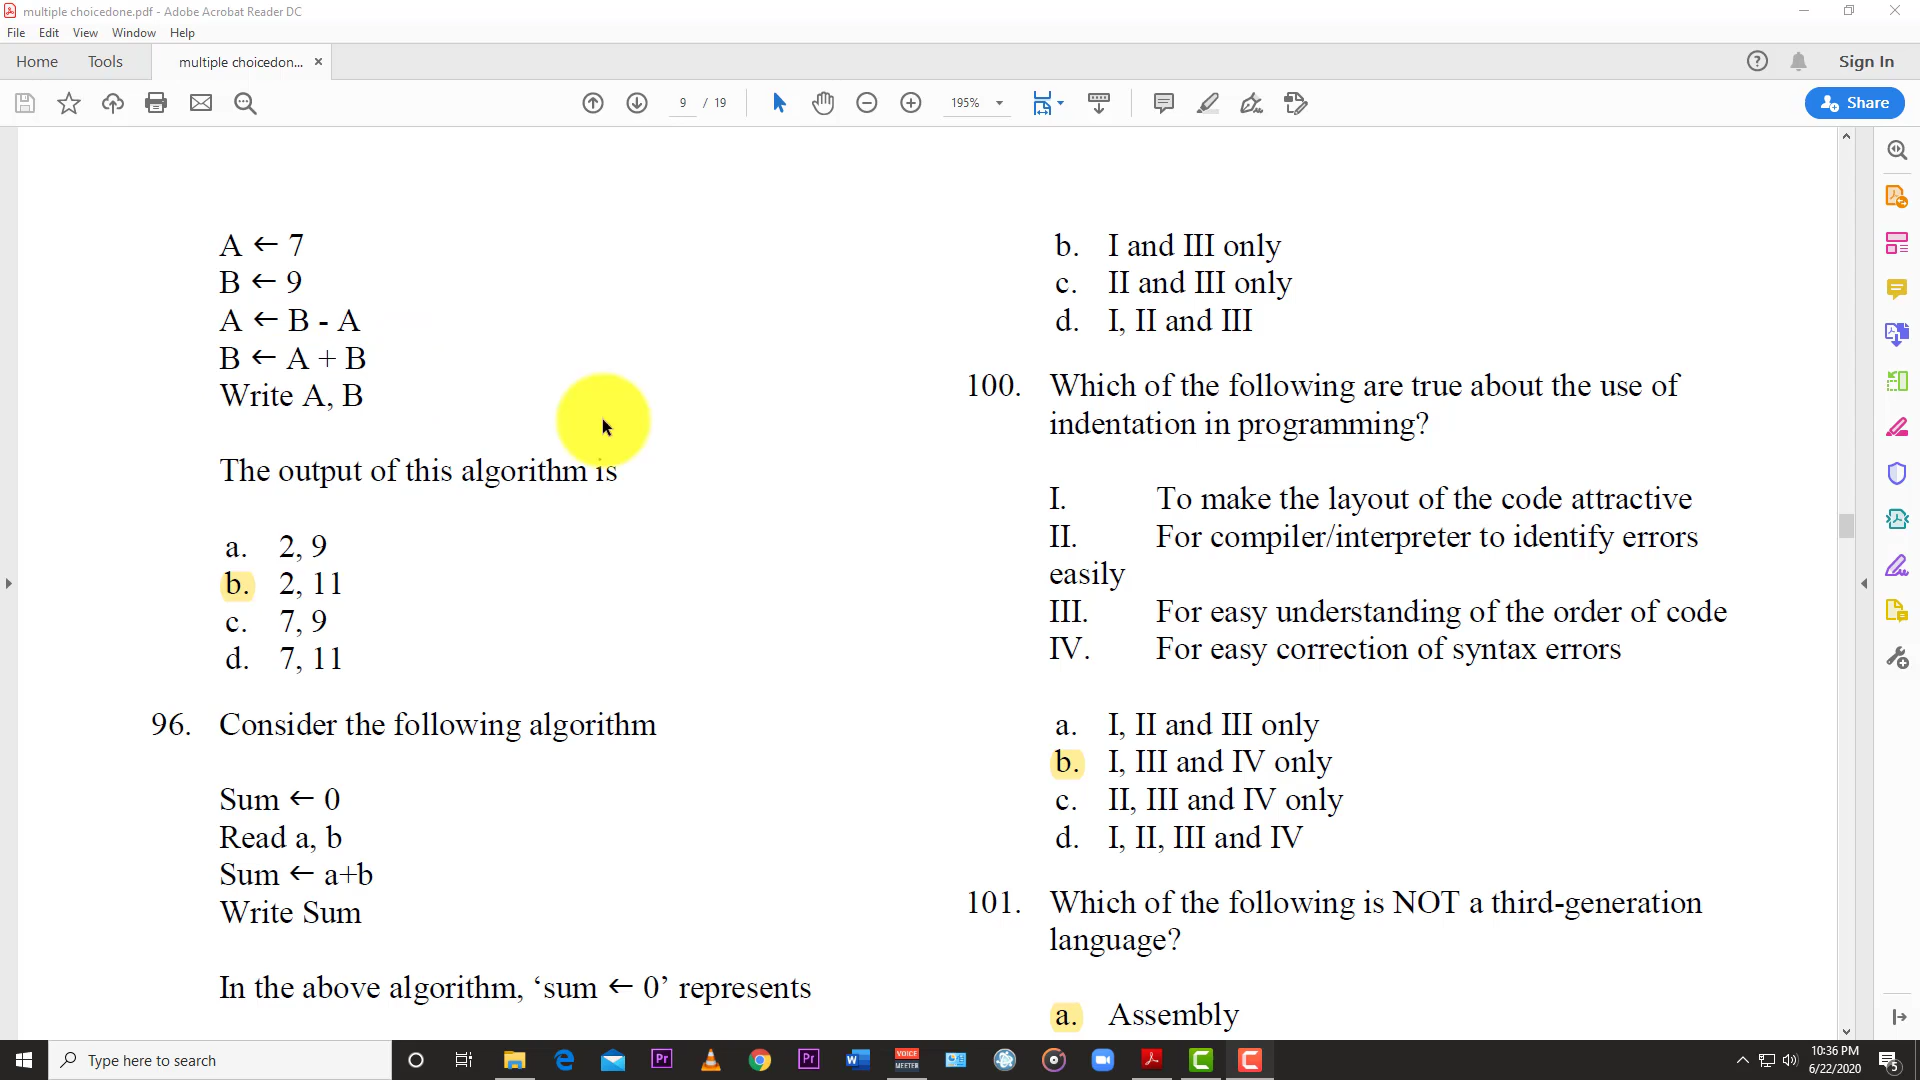 multiple choicedone.pdf - Adobe Acrobat Reader DC
File Edit View Window Help
Home Tools multiple choicedon... × Sign In
9 / 19 195% Share
A ← 7
B ← 9
A ← B - A
B ← A + B
Write A, B
The output of this algorithm is
a. 2, 9
b. 2, 11
c. 7, 9
d. 7, 11
96. Consider the following algorithm
Sum ← 0
Read a, b
Sum ← a+b
Write Sum
In the above algorithm, ‘sum ← 0’ represents
b. I and III only
c. II and III only
d. I, II and III
100. Which of the following are true about the use of
indentation in programming?
I. To make the layout of the code attractive
II. For compiler/interpreter to identify errors
easily
III. For easy understanding of the order of code
IV. For easy correction of syntax errors
a. I, II and III only
b. I, III and IV only
c. II, III and IV only
d. I, II, III and IV
101. Which of the following is NOT a third-generation
language?
a. Assembly
Type here to search
Pr
Pr
VOICE
MEETER
10:36 PM
6/22/2020
5